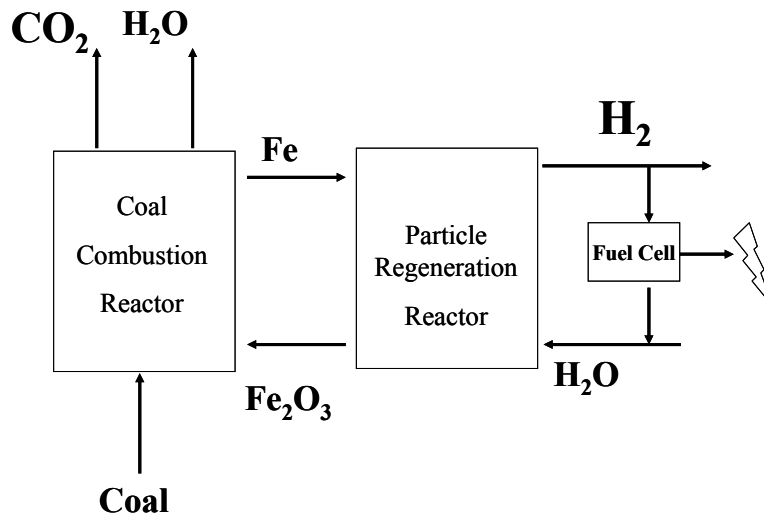 CO₂
H₂O
Fe
H₂
Coal
Combustion
Reactor
Particle
Regeneration
Reactor
Fuel Cell
H₂O
Fe₂O₃
Coal